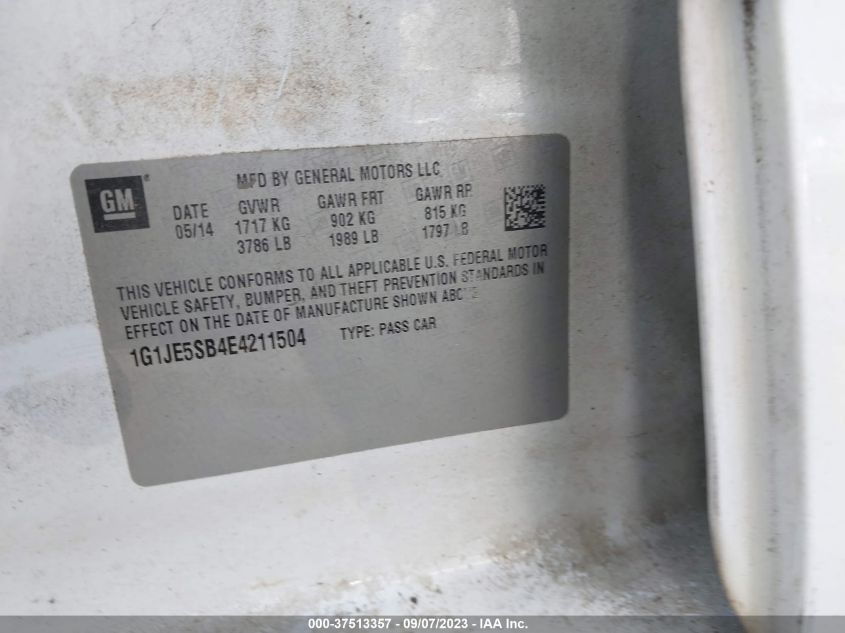 GM ®
MFD BY GENERAL MOTORS LLC
DATE GVWR GAWR FRT GAWR RR
05/14 1717 KG 902 KG 815 KG
3786 LB 1989 LB 1797 LB
THIS VEHICLE CONFORMS TO ALL APPLICABLE U.S. FEDERAL MOTOR
VEHICLE SAFETY, BUMPER, AND THEFT PREVENTION STANDARDS IN
EFFECT ON THE DATE OF MANUFACTURE SHOWN ABOVE
1G1JE5SB4E4211504 TYPE: PASS CAR
000-37513357 - 09/07/2023 - IAA Inc.